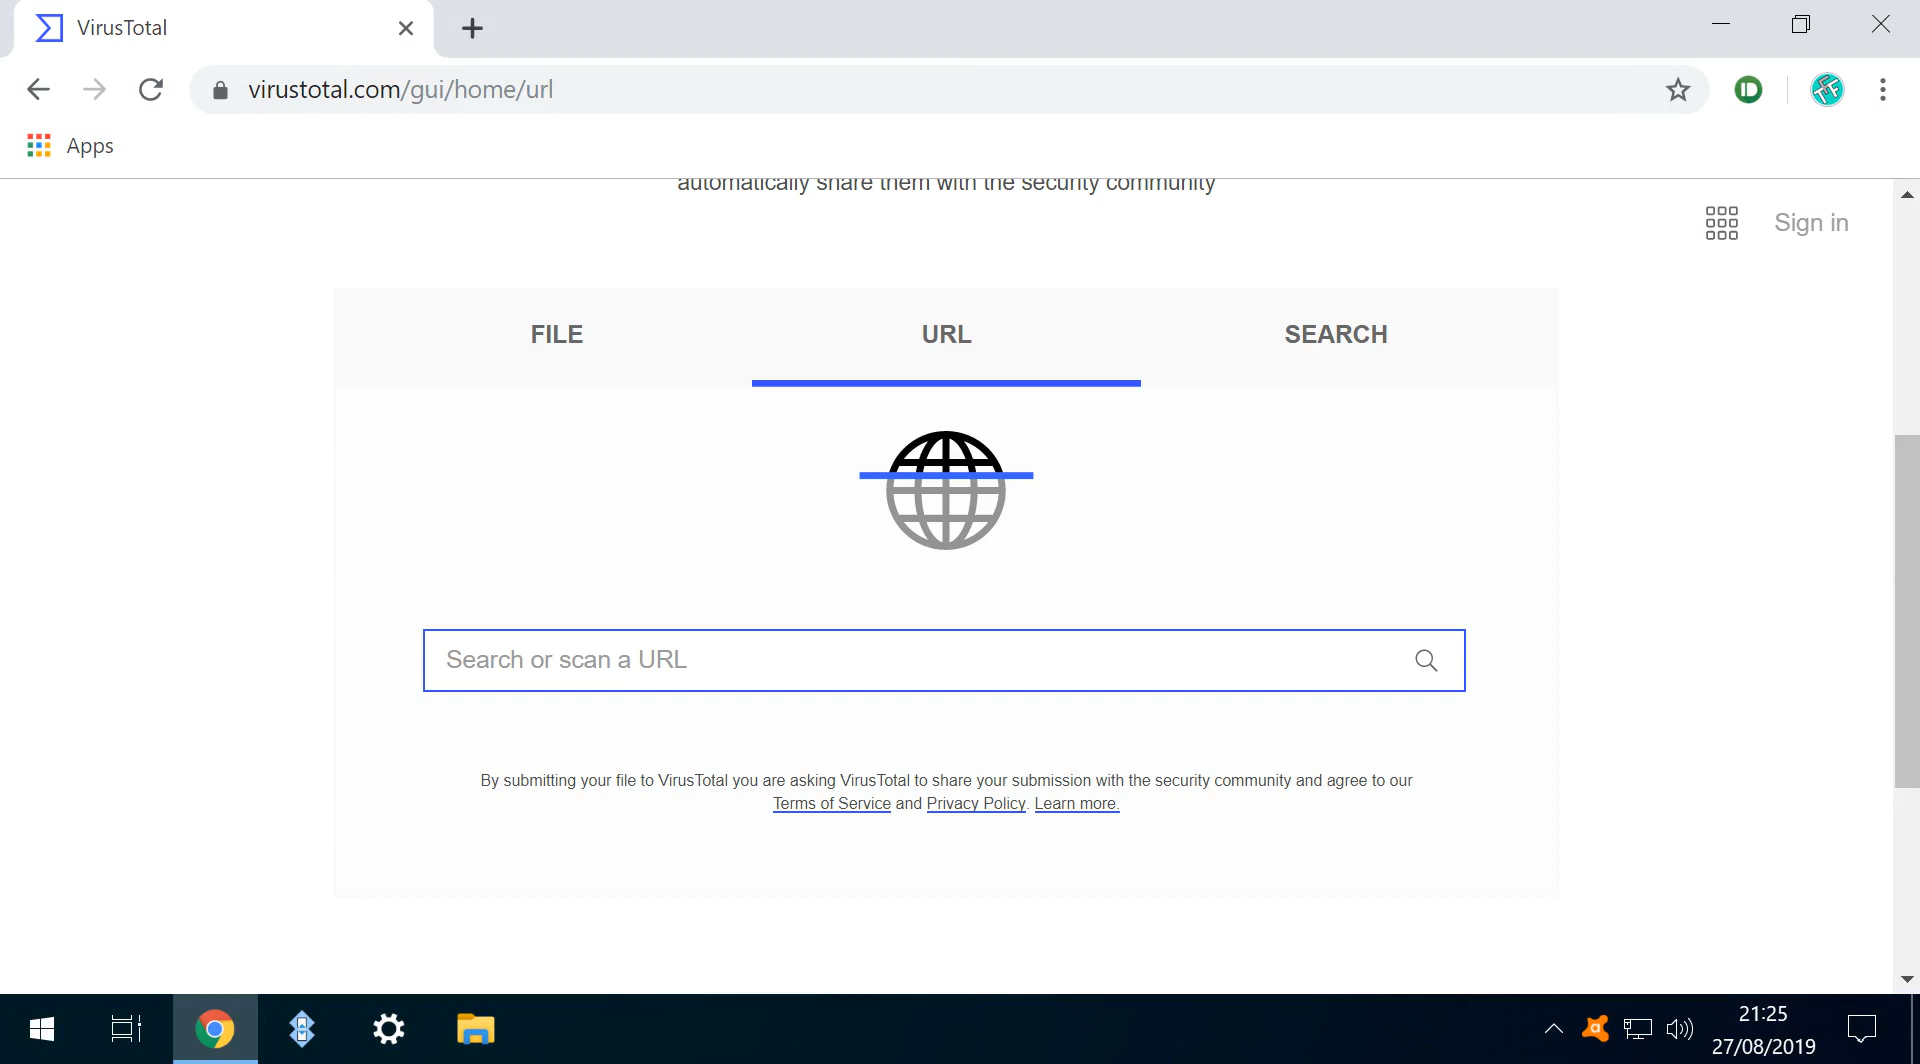 VirusTotal
virustotal.com/gui/home/url
Apps
automatically share them with the security community
Sign in
FILE
URL
SEARCH
Search or scan a URL
By submitting your file to VirusTotal you are asking VirusTotal to share your submission with the security community and agree to our
Terms of Service and Privacy Policy. Learn more.
21:25
27/08/2019